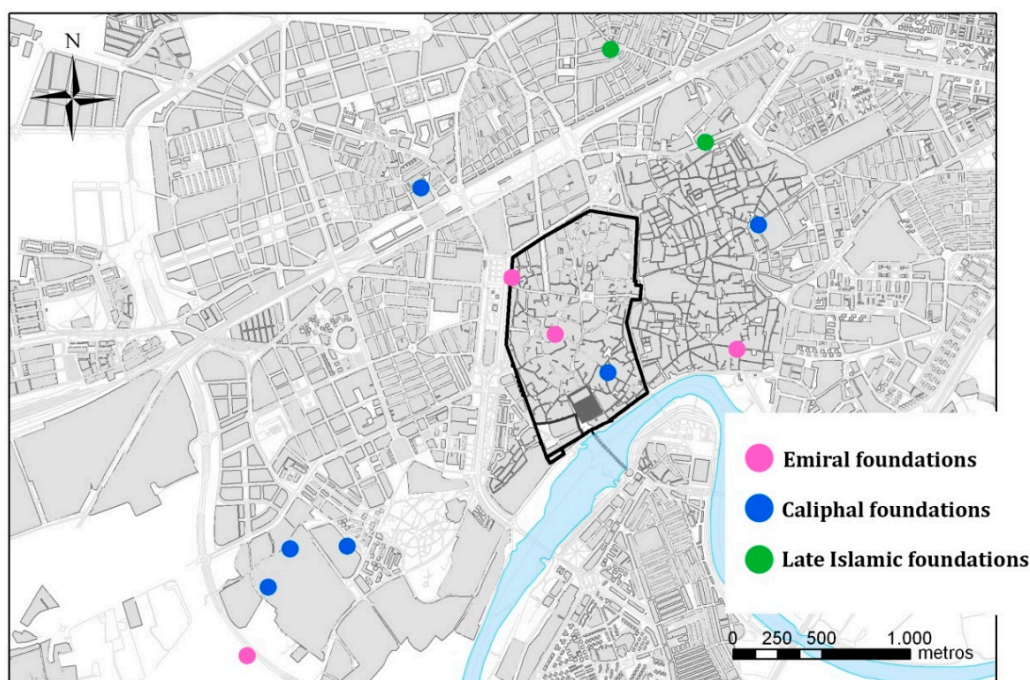 N
Emiral foundations
Caliphal foundations
Late Islamic foundations
0 250 500 1.000
metros